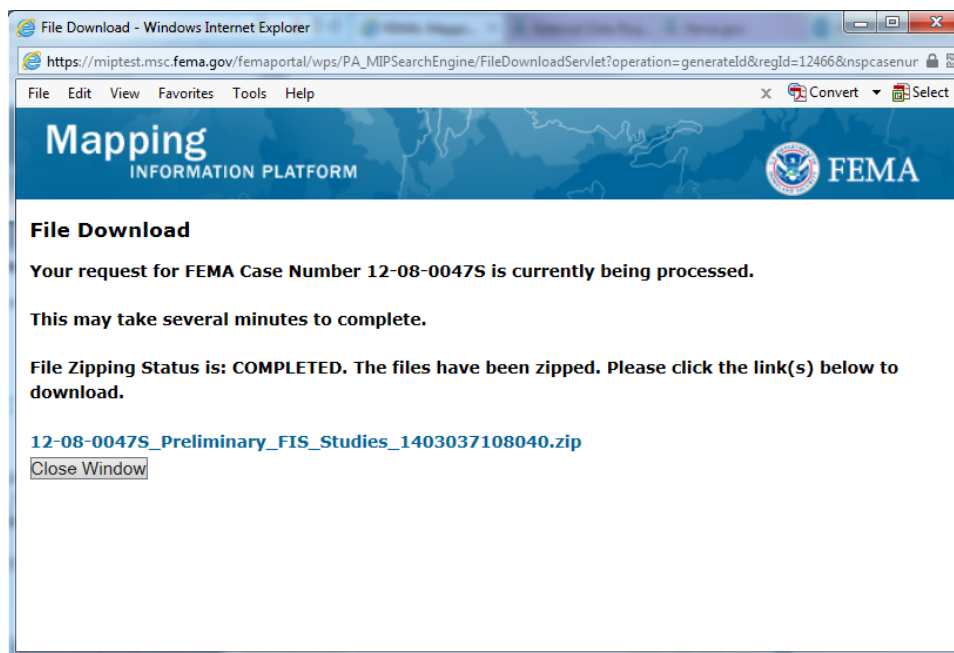 File Download - Windows Internet Explorer
https://miptest.msc.fema.gov/femaportal/wps/PA_MIPSearchEngine/FileDownloadServlet?operation=generateId&regId=12466&nspcasenur
File Edit View Favorites Tools Help x Convert Select
Mapping
INFORMATION PLATFORM
FEMA
File Download
Your request for FEMA Case Number 12-08-0047S is currently being processed.
This may take several minutes to complete.
File Zipping Status is: COMPLETED. The files have been zipped. Please click the link(s) below to
download.
12-08-0047S_Preliminary_FIS_Studies_1403037108040.zip
Close Window